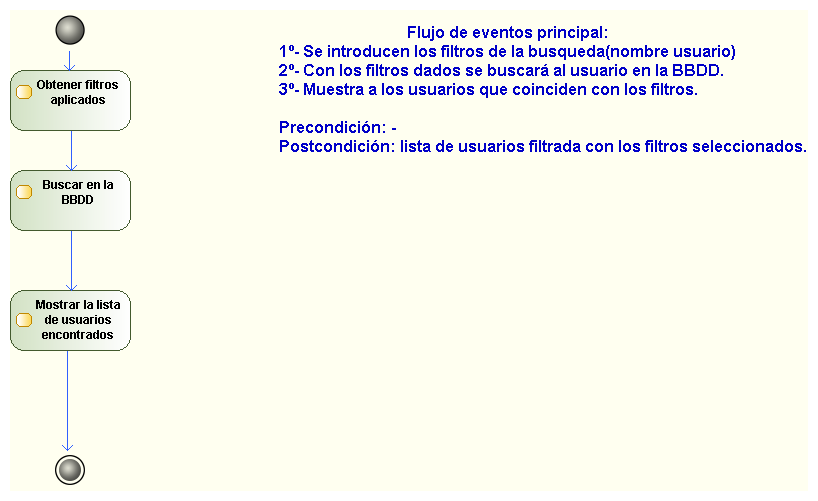 Flujo de eventos principal:
1º- Se introducen los filtros de la busqueda(nombre usuario)
2º- Con los filtros dados se buscará al usuario en la BBDD.
3º- Muestra a los usuarios que coinciden con los filtros.
Precondición: -
Postcondición: lista de usuarios filtrada con los filtros seleccionados.
Obtener filtros
aplicados
Buscar en la
BBDD
Mostrar la lista
de usuarios
encontrados